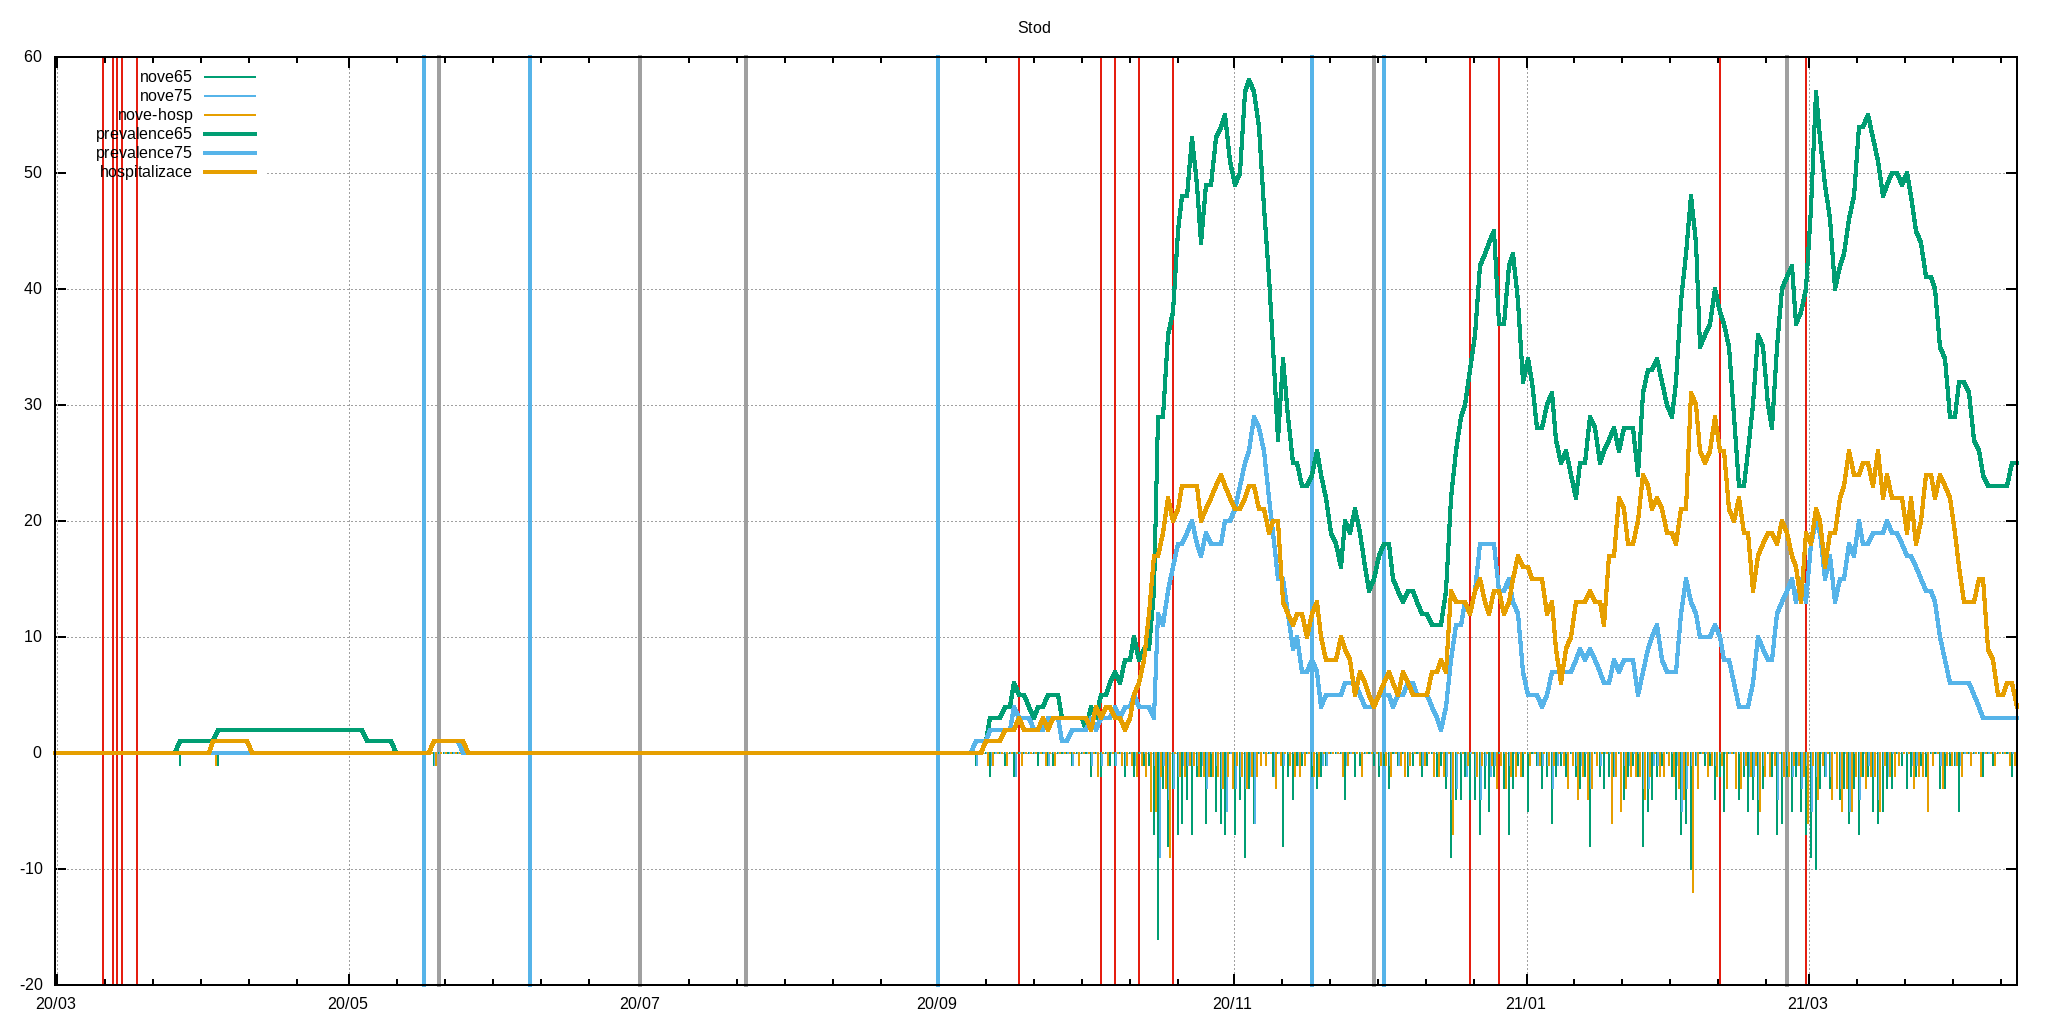 Stod
60
nove65
nove75
nove-hosp
prevalence65
prevalence75
hospitalizace
50
40
30
20
10
0
-10
-20
20/03 20/05 20/07 20/09 20/11 21/01 21/03